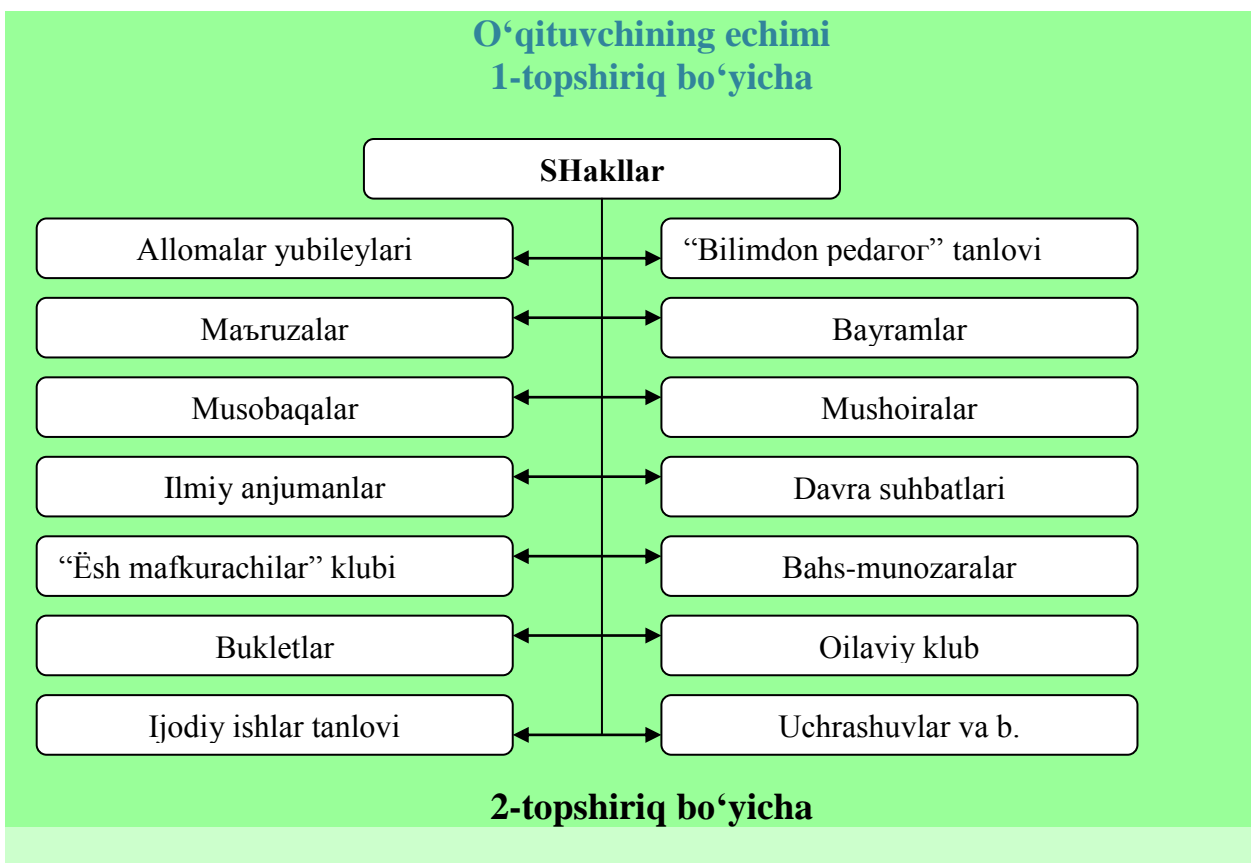 O‘qituvchining echimi
1-topshiriq bo‘yicha
SHakllar
Allomalar yubileylari
“Bilimdon pedaгoг” tanlovi
Maъruzalar
Bayramlar
Musobaqalar
Mushoiralar
Ilmiy anjumanlar
Davra suhbatlari
“Ësh mafkurachilar” klubi
Bahs-munozaralar
Bukletlar
Oilaviy klub
Ijodiy ishlar tanlovi
Uchrashuvlar va b.
2-topshiriq bo‘yicha